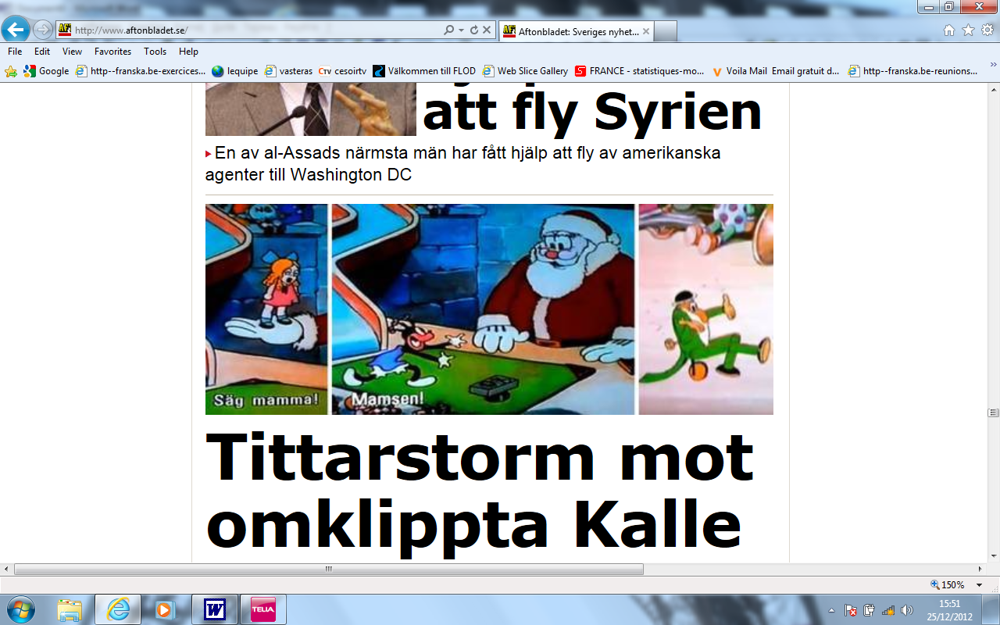 http://www.aftonbladet.se/
Aftonbladet: Sveriges nyhet...
File Edit View Favorites Tools Help
Google http--franska.be-exercices... lequipe vasteras cesoirtv Välkommen till FLOD Web Slice Gallery FRANCE - statistiques-mo... Voila Mail Email gratuit d... http--franska.be-reunions...
att fly Syrien
En av al-Assads närmsta män har fått hjälp att fly av amerikanska
agenter till Washington DC
Säg mamma!
Mamsen!
Tittarstorm mot
omklippta Kalle
150%
W
TELIA
15:51
25/12/2012